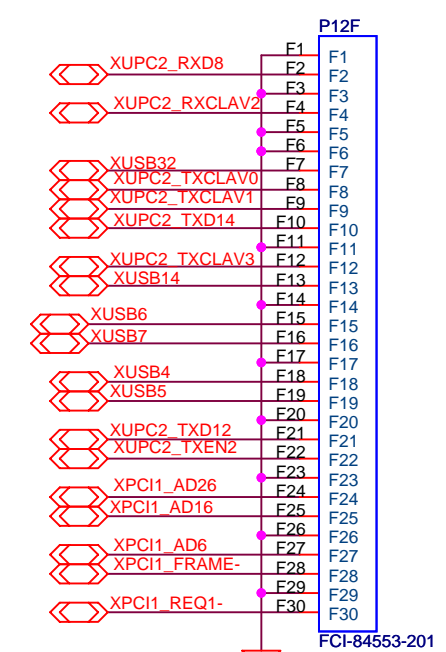 P12F
F1 F1
XUPC2_RXD8 F2 F2
F3 F3
XUPC2_RXCLAV2 F4 F4
F5 F5
F6 F6
XUSB32 F7 F7
XUPC2_TXCLAV0 F8 F8
XUPC2_TXCLAV1 F9 F9
XUPC2_TXD14 F10 F10
F11 F11
XUPC2_TXCLAV3 F12 F12
XUSB14 F13 F13
F14 F14
XUSB6 F15 F15
XUSB7 F16 F16
F17 F17
XUSB4 F18 F18
XUSB5 F19 F19
F20 F20
XUPC2_TXD12 F21 F21
XUPC2_TXEN2 F22 F22
F23 F23
XPCI1_AD26 F24 F24
XPCI1_AD16 F25 F25
F26 F26
XPCI1_AD6 F27 F27
XPCI1_FRAME- F28 F28
F29 F29
XPCI1_REQ1- F30 F30
FCI-84553-201